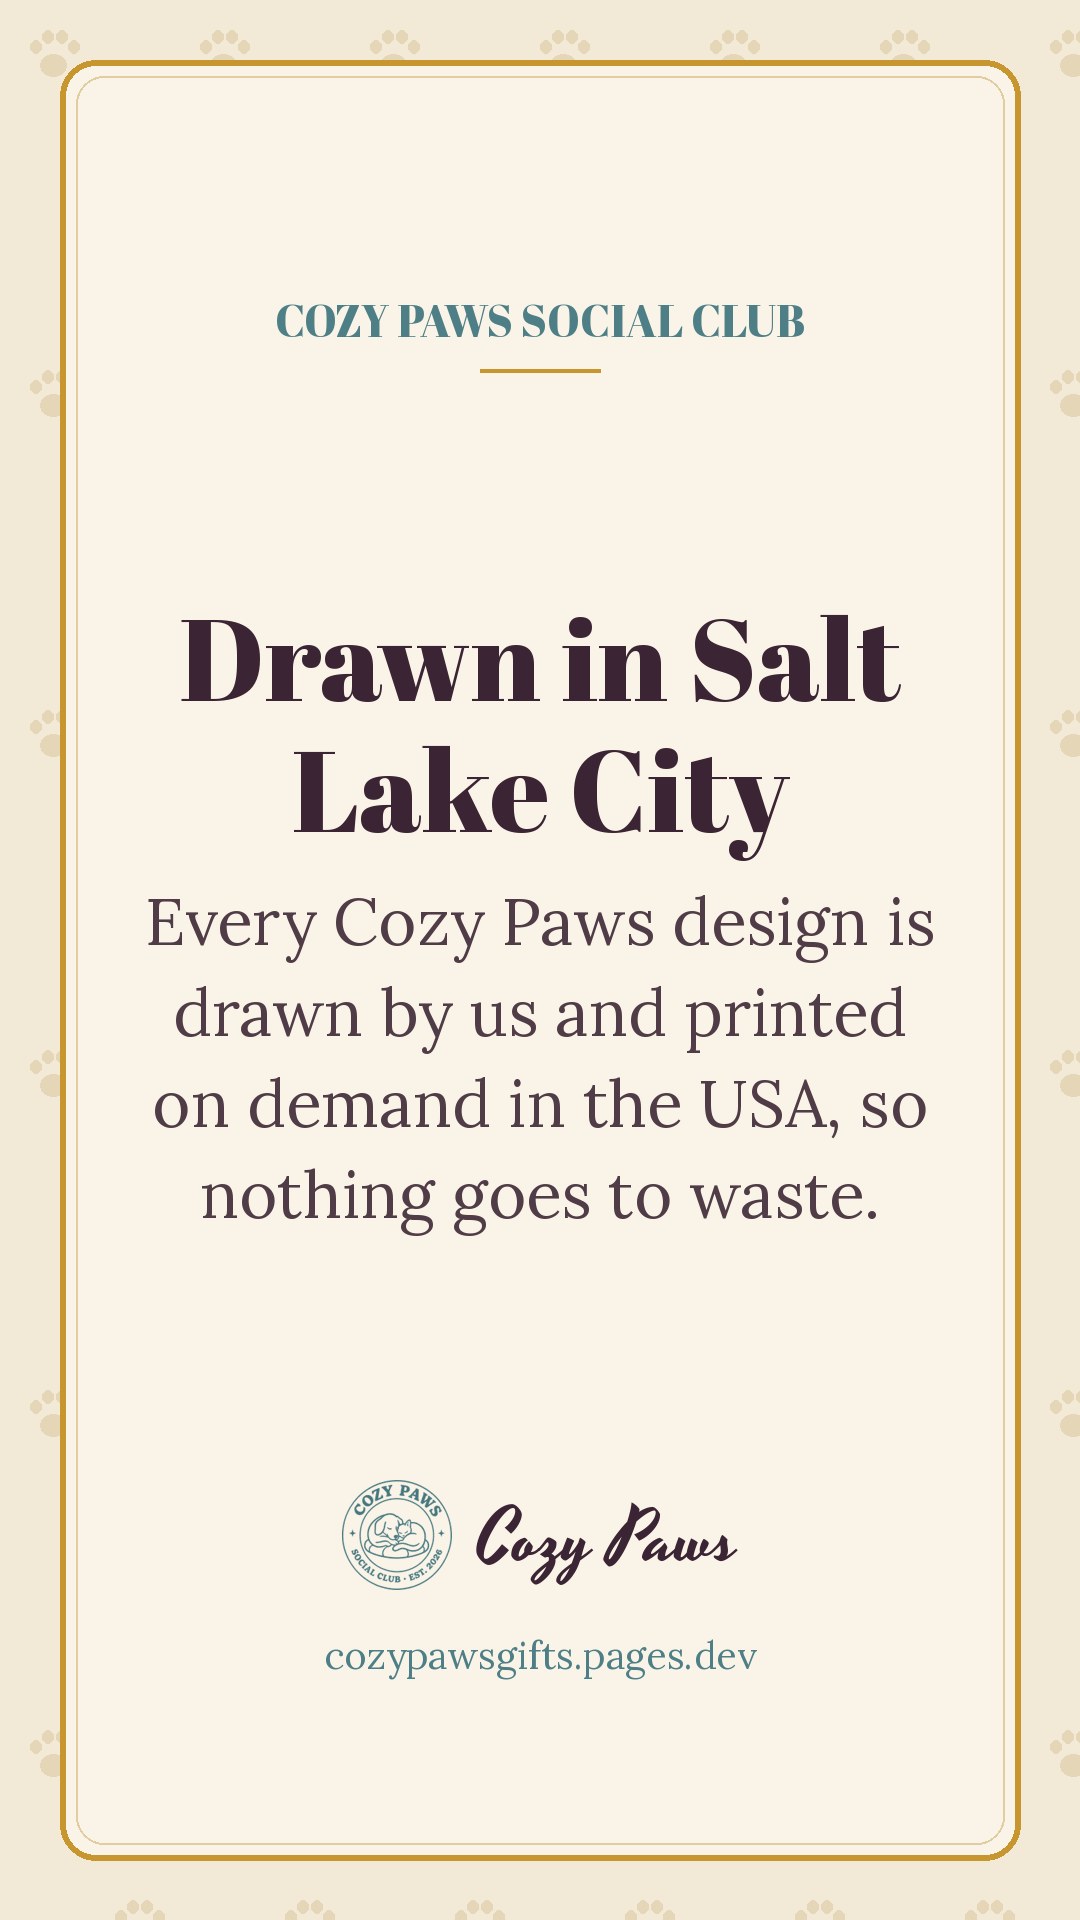 COZY PAWS SOCIAL CLUB
Drawn in Salt
Lake City
Every Cozy Paws design is
drawn by us and printed
on demand in the USA, so
nothing goes to waste.
COZY PAWS
SOCIAL CLUB · EST. 2026
Cozy Paws
cozypawsgifts.pages.dev